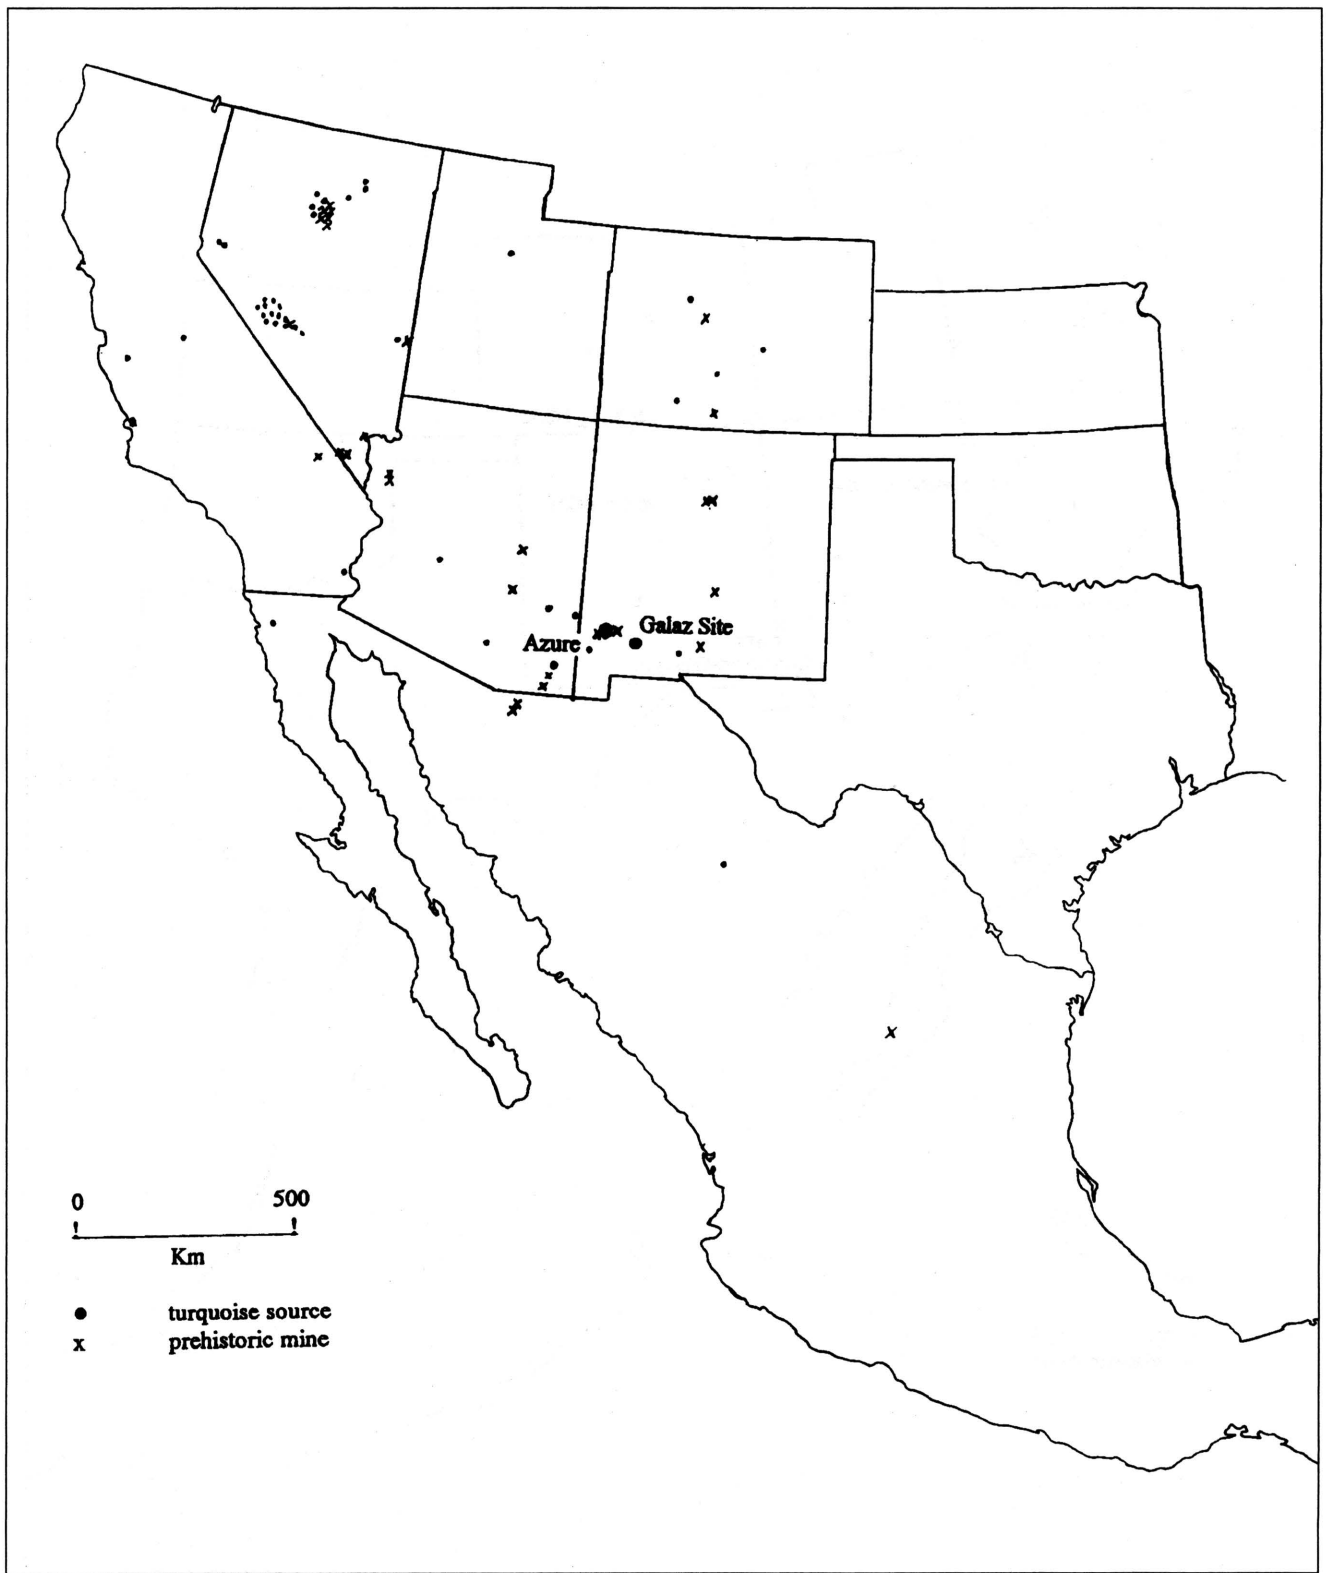 Galaz Site
Azure
0 500
Km
● turquoise source
x prehistoric mine